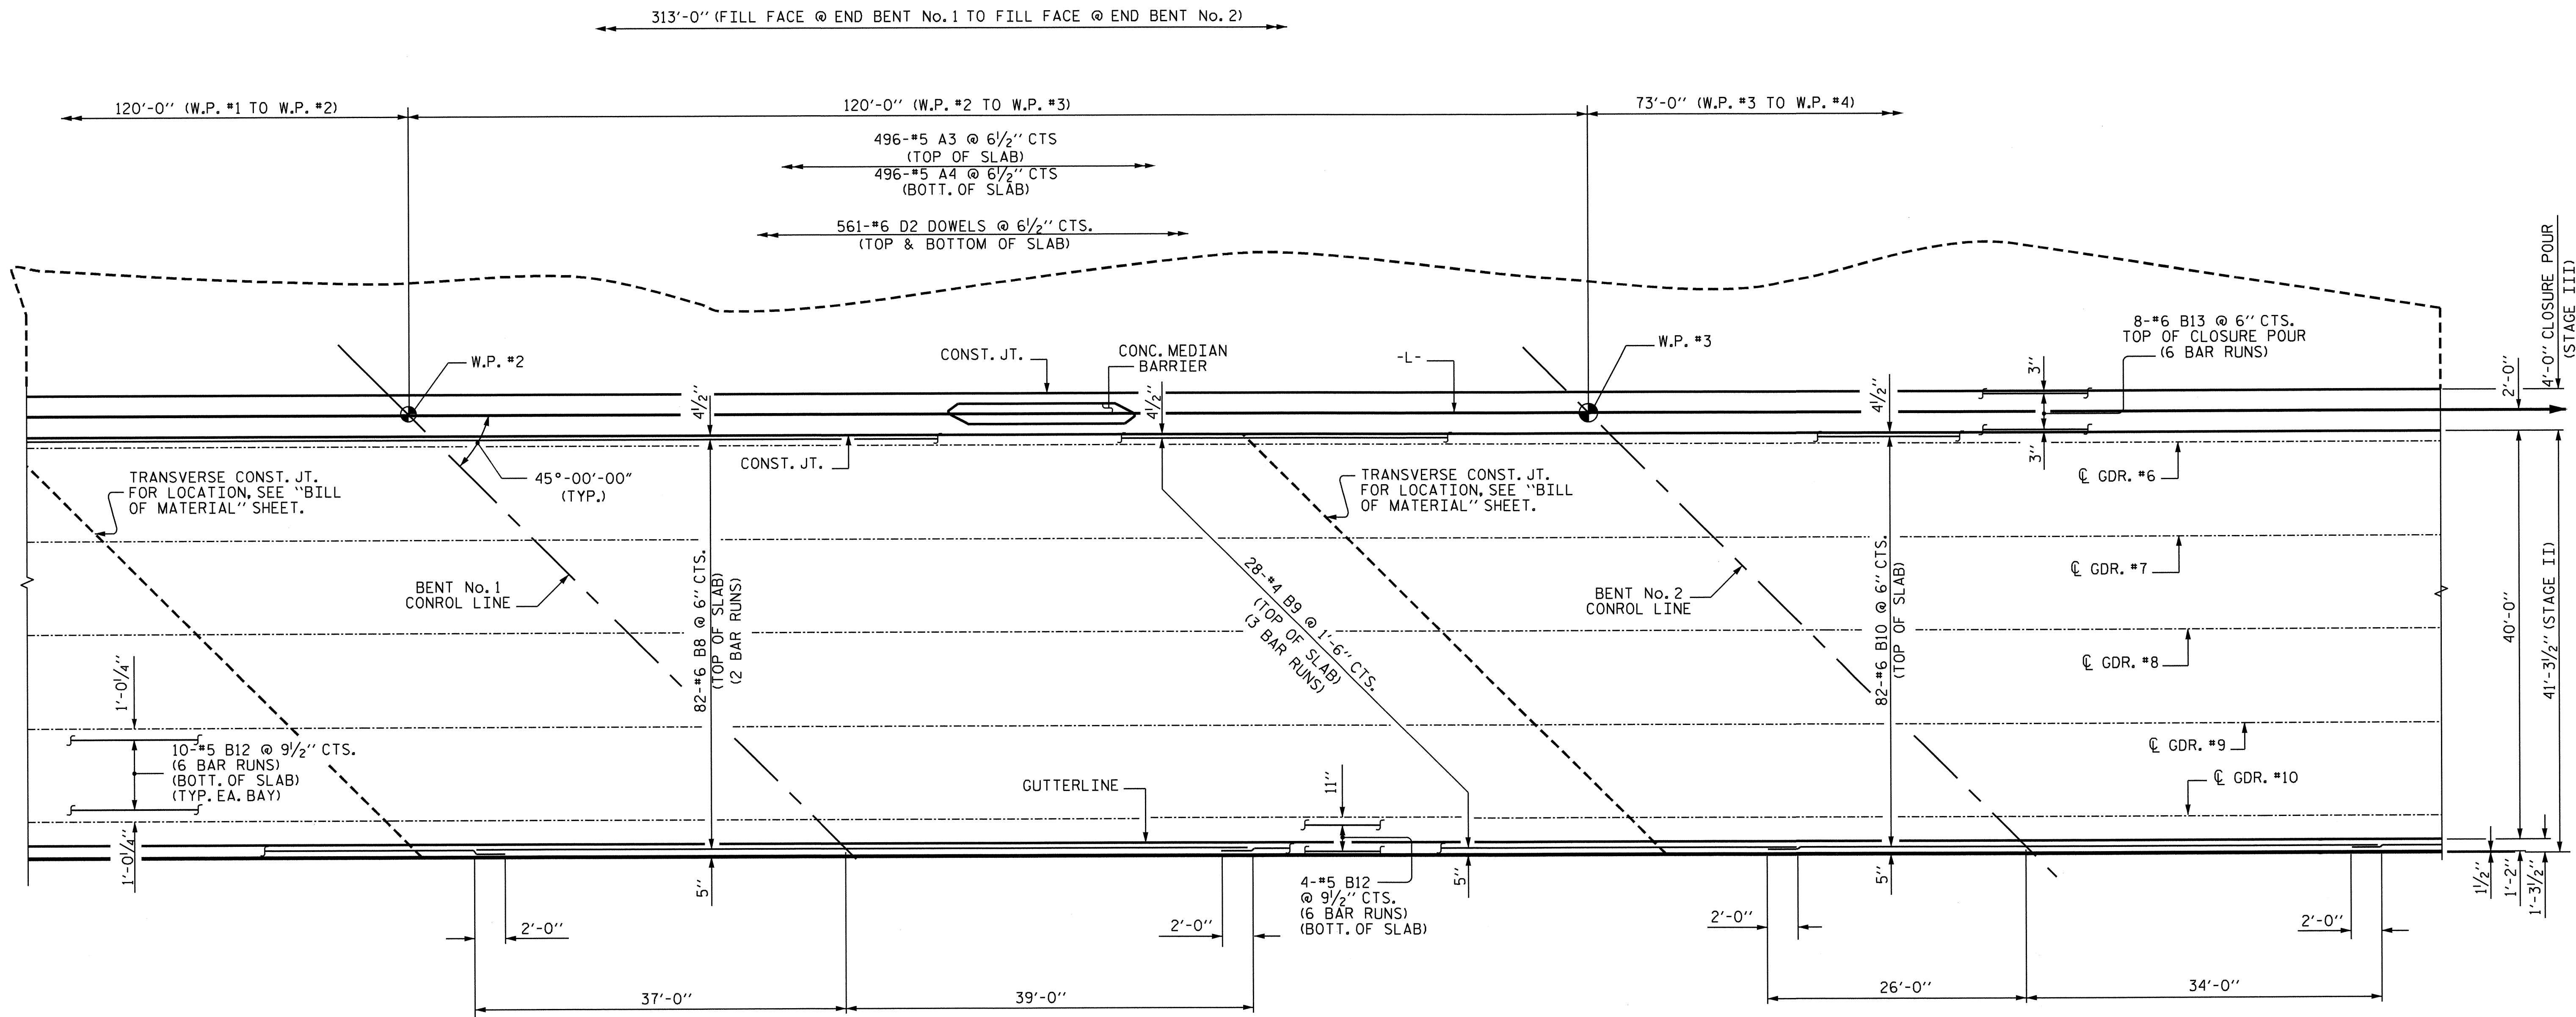 313'-0" (FILL FACE @ END BENT No.1 TO FILL FACE @ END BENT No.2)
120'-0" (W.P. #1 TO W.P. #2)
120'-0" (W.P. #2 TO W.P. #3)
73'-0" (W.P. #3 TO W.P. #4)
496-#5 A3 @ 6½" CTS
(TOP OF SLAB)
496-#5 A4 @ 6½" CTS
(BOTT. OF SLAB)
561-#6 D2 DOWELS @ 6½" CTS.
(TOP & BOTTOM OF SLAB)
4'-0" CLOSURE POUR
(STAGE III)
8-#6 B13 @ 6" CTS.
TOP OF CLOSURE POUR
(6 BAR RUNS)
W.P. #2
CONST. JT.
CONC. MEDIAN
BARRIER
-L-
W.P. #3
3"
2'-0"
4½"
4½"
4½"
3"
CONST. JT.
45°-00'-00"
(TYP.)
TRANSVERSE CONST. JT.
FOR LOCATION, SEE "BILL
OF MATERIAL" SHEET.
TRANSVERSE CONST. JT.
FOR LOCATION, SEE "BILL
OF MATERIAL" SHEET.
℄ GDR. #6
℄ GDR. #7
℄ GDR. #8
℄ GDR. #9
℄ GDR. #10
BENT No. 1
CONROL LINE
BENT No. 2
CONROL LINE
82-#6 B8 @ 6" CTS.
(TOP OF SLAB)
(2 BAR RUNS)
28-#4 B9 @ 1'-6" CTS.
(TOP OF SLAB)
(3 BAR RUNS)
82-#6 B10 @ 6" CTS.
(TOP OF SLAB)
40'-0"
41'-3½" (STAGE II)
1'-0¼"
10-#5 B12 @ 9½" CTS.
(6 BAR RUNS)
(BOTT. OF SLAB)
(TYP. EA. BAY)
1'-0¼"
GUTTERLINE
11"
4-#5 B12
@ 9½" CTS.
(6 BAR RUNS)
(BOTT. OF SLAB)
5"
5"
5"
1½"
1'-2"
1'-3½"
2'-0"
2'-0"
2'-0"
2'-0"
37'-0"
39'-0"
26'-0"
34'-0"